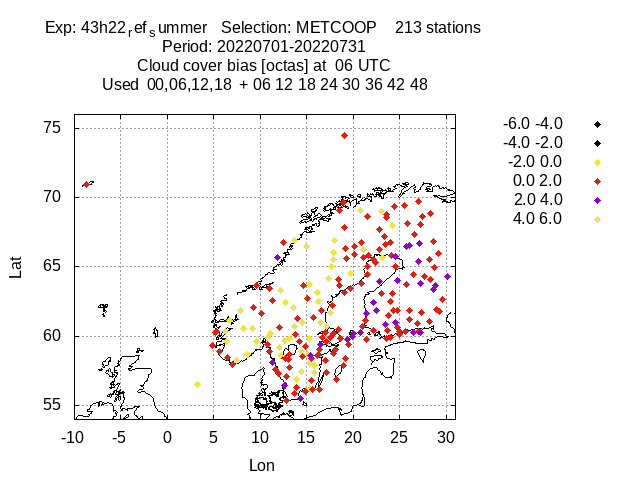 Exp: 43h22refsummer   Selection: METCOOP    213 stations
Period: 20220701-20220731
Cloud cover bias [octas] at  06 UTC
Used  00,06,12,18  + 06 12 18 24 30 36 42 48
-6.0 -4.0
-4.0 -2.0
-2.0 0.0
0.0 2.0
2.0 4.0
4.0 6.0
75
70
65
60
55
Lat
-10 -5 0 5 10 15 20 25 30
Lon